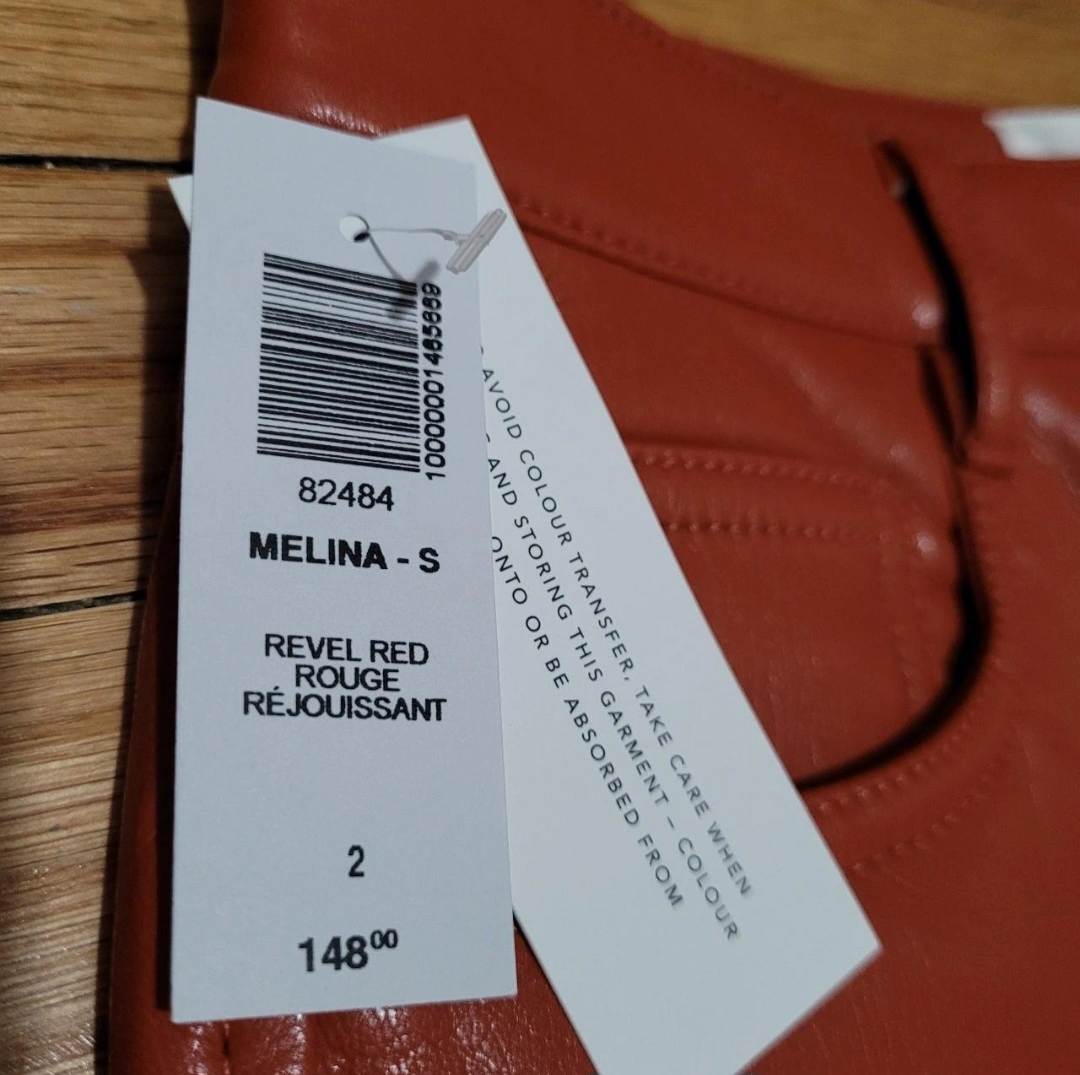 10000001485669
82484
MELINA - S
REVEL RED
ROUGE
RÉJOUISSANT
2
148⁰⁰
AVOID COLOUR TRANSFER, TAKE CARE WHEN
AND STORING THIS GARMENT – COLOUR
ONTO OR BE ABSORBED FROM